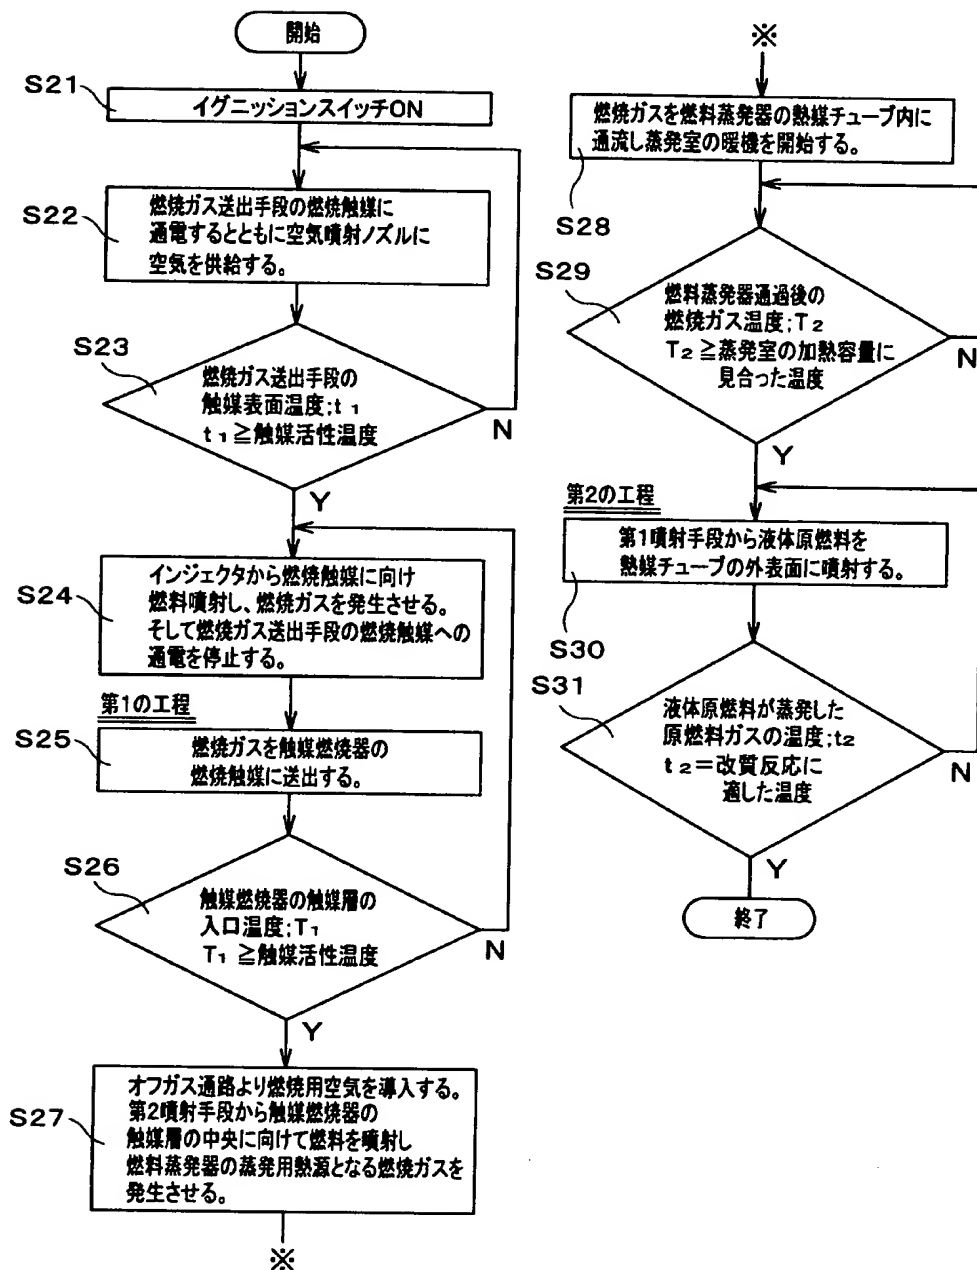 開始
S21
イグニッションスイッチON
S22
燃焼ガス送出手段の燃焼触媒に
通電するとともに空気噴射ノズルに
空気を供給する。
S23
燃焼ガス送出手段の
触媒表面温度;t₁
t₁≧触媒活性温度
N
Y
S24
インジェクタから燃焼触媒に向け
燃料噴射し、燃焼ガスを発生させる。
そして燃焼ガス送出手段の燃焼触媒への
通電を停止する。
第1の工程
S25
燃焼ガスを触媒燃焼器の
燃焼触媒に送出する。
S26
触媒燃焼器の触媒層の
入口温度;T₁
T₁≧触媒活性温度
N
Y
S27
オフガス通路より燃焼用空気を導入する。
第2噴射手段から触媒燃焼器の
触媒層の中央に向けて燃料を噴射し
燃料蒸発器の蒸発用熱源となる燃焼ガスを
発生させる。
※
※
燃焼ガスを燃料蒸発器の熱媒チューブ内に
通流し蒸発室の暖機を開始する。
S28
S29
燃料蒸発器通過後の
燃焼ガス温度;T₂
T₂≧蒸発室の加熱容量に
見合った温度
N
Y
第2の工程
第1噴射手段から液体原燃料を
熱媒チューブの外表面に噴射する。
S30
S31
液体原燃料が蒸発した
原燃料ガスの温度;t₂
t₂=改質反応に
適した温度
N
Y
終了